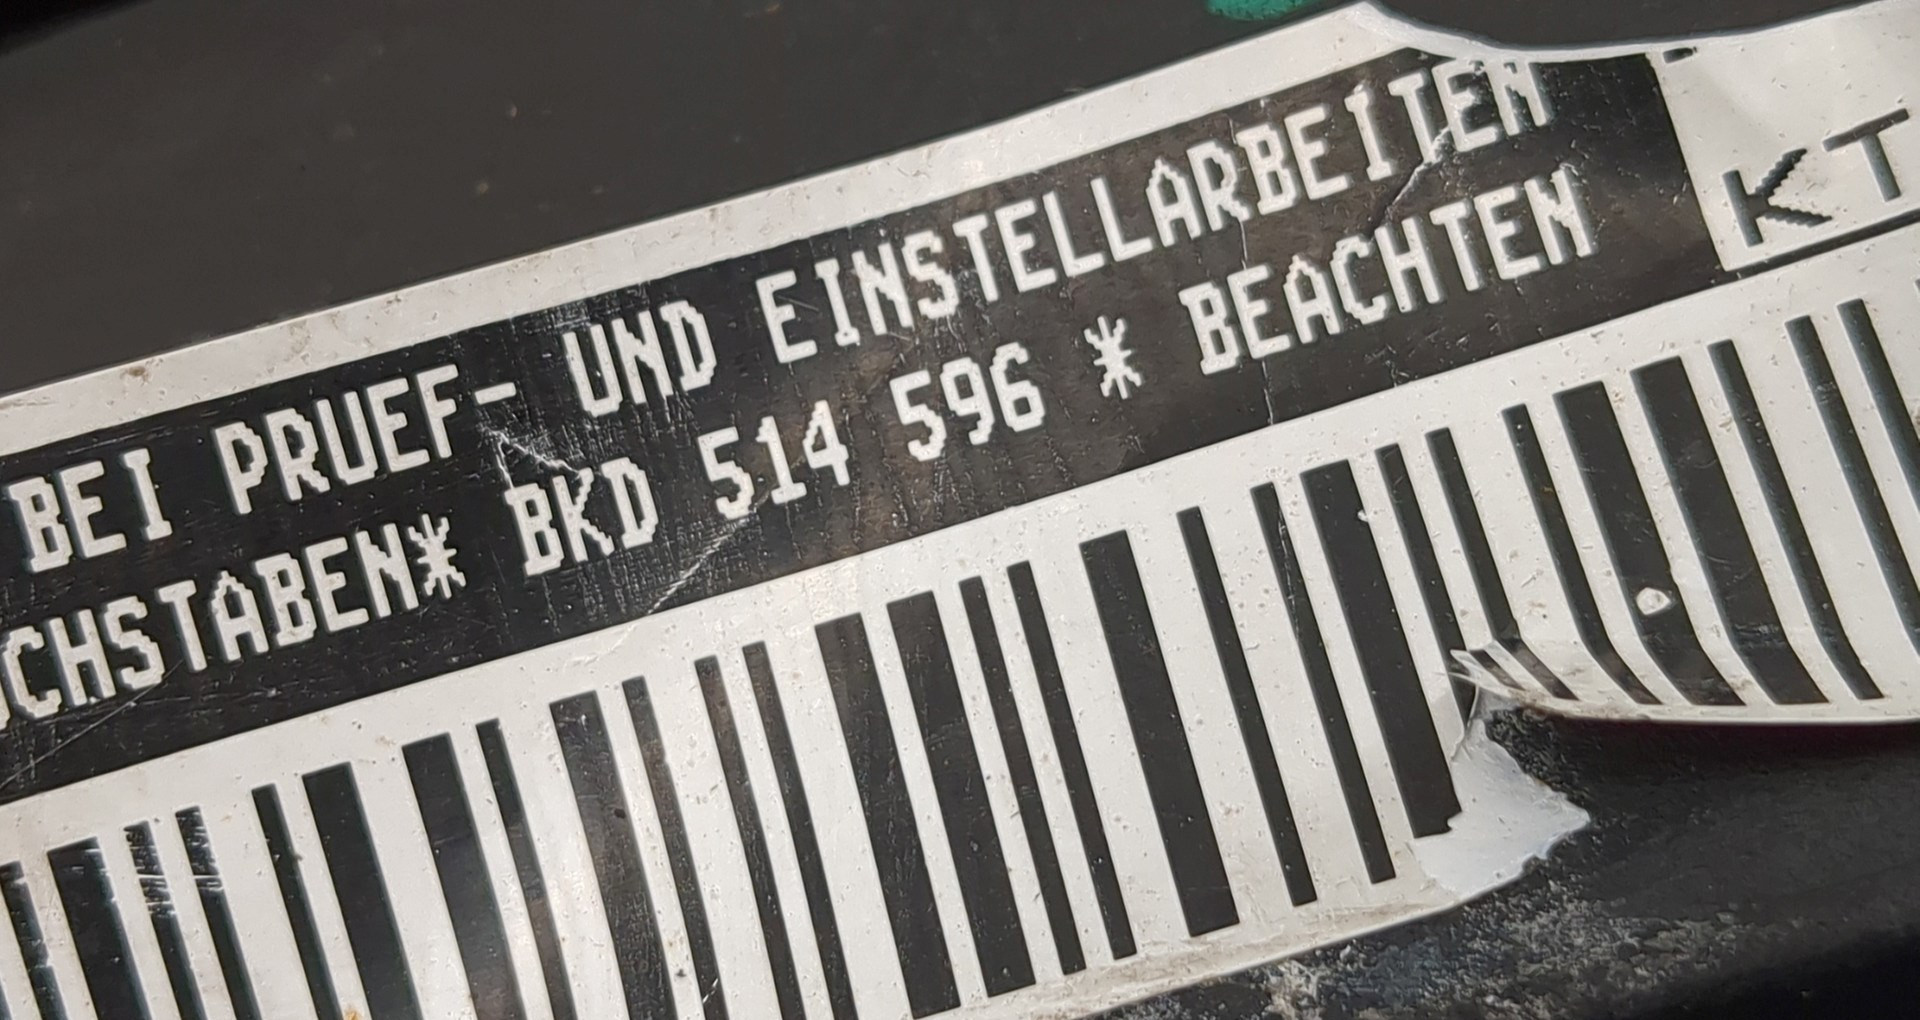 BEI PRUEF- UND EINSTELLARBEITEN
CHSTABEN* BKD 514 596 * BEACHTEN
KT